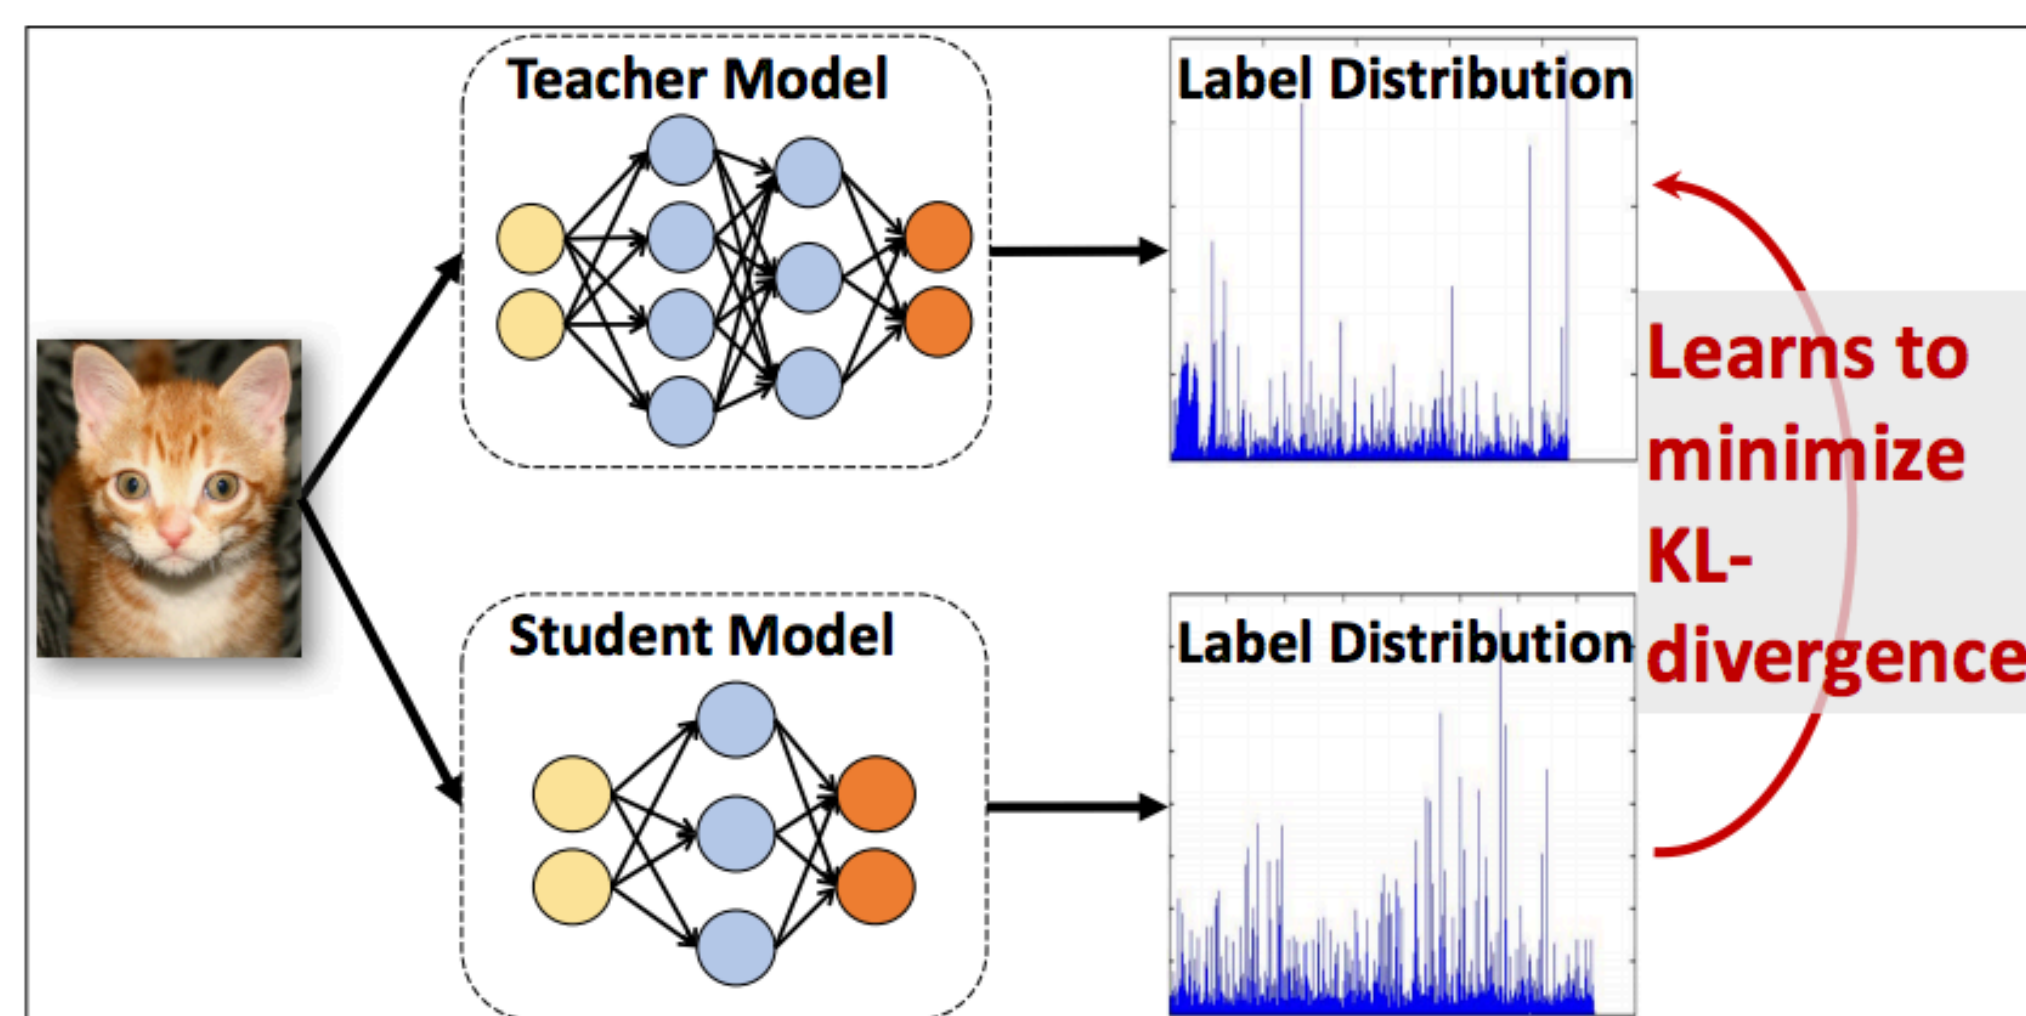 Teacher Model
Label Distribution
Learns to
minimize
KL-
divergence
Student Model
Label Distribution